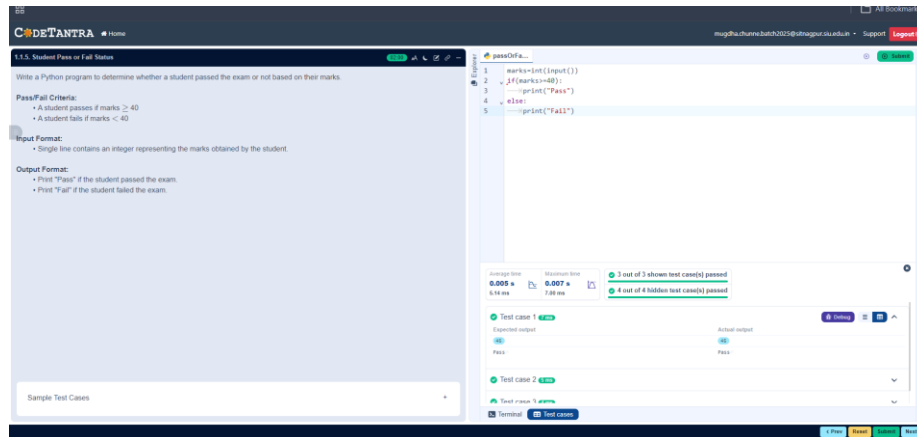 All Bookmark
CODETANTRA Home
mugdha.chunne.batch2025@sitnagpur.siu.edu.in Support Logout
1.1.5. Student Pass or Fail Status
Write a Python program to determine whether a student passed the exam or not based on their marks.
Pass/Fail Criteria:
• A student passes if marks ≥ 40
• A student fails if marks < 40
Input Format:
• Single line contains an integer representing the marks obtained by the student.
Output Format:
• Print "Pass" if the student passed the exam.
• Print "Fail" if the student failed the exam.
Sample Test Cases +
Explorer
passOrFa...
Submit
1 marks=int(input())
2 if(marks>=40):
3 print("Pass")
4 else:
5 print("Fail")
Average time Maximum time
0.005 s 0.007 s
5.14 ms 7.00 ms
3 out of 3 shown test case(s) passed
4 out of 4 hidden test case(s) passed
Test case 1 7 ms Debug
Expected output Actual output
Pass Pass
Test case 2
Test case 3
Terminal Test cases
< Prev Reset Submit Next